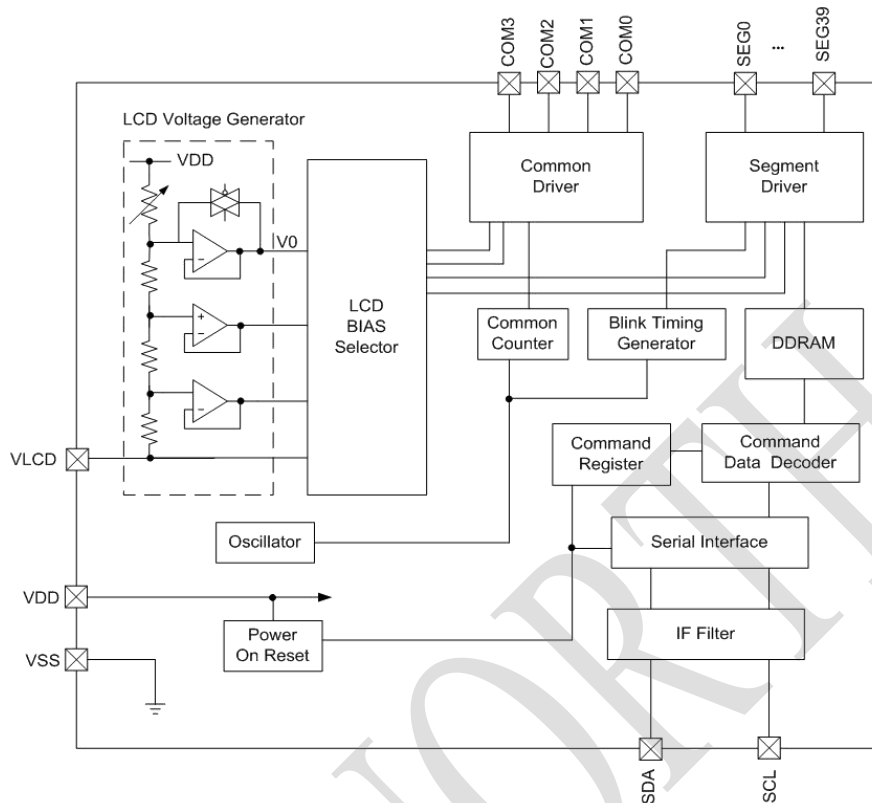 COM3
COM2
COM1
COM0
SEG0
...
SEG39
LCD Voltage Generator
VDD
V0
LCD
BIAS
Selector
Common
Driver
Segment
Driver
Common
Counter
Blink Timing
Generator
DDRAM
VLCD
Command
Register
Command
Data Decoder
Oscillator
Serial Interface
VDD
Power
On Reset
IF Filter
VSS
SDA
SCL
NORTH